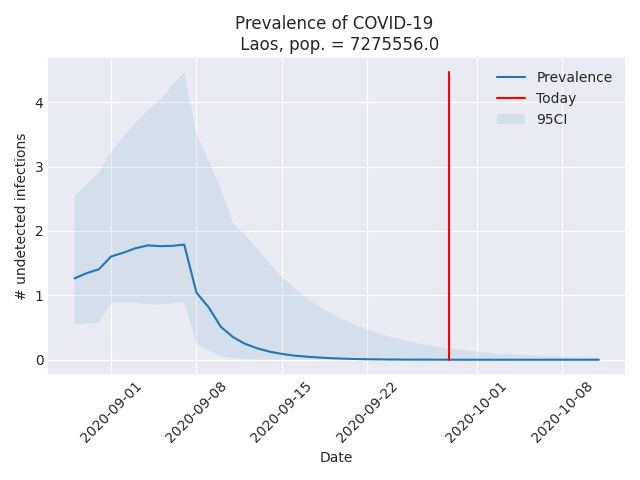 Prevalence of COVID-19
Laos, pop. = 7275556.0
Prevalence
Today
95CI
# undetected infections
4
3
2
1
0
2020-09-01
2020-09-08
2020-09-15
2020-09-22
2020-10-01
2020-10-08
Date